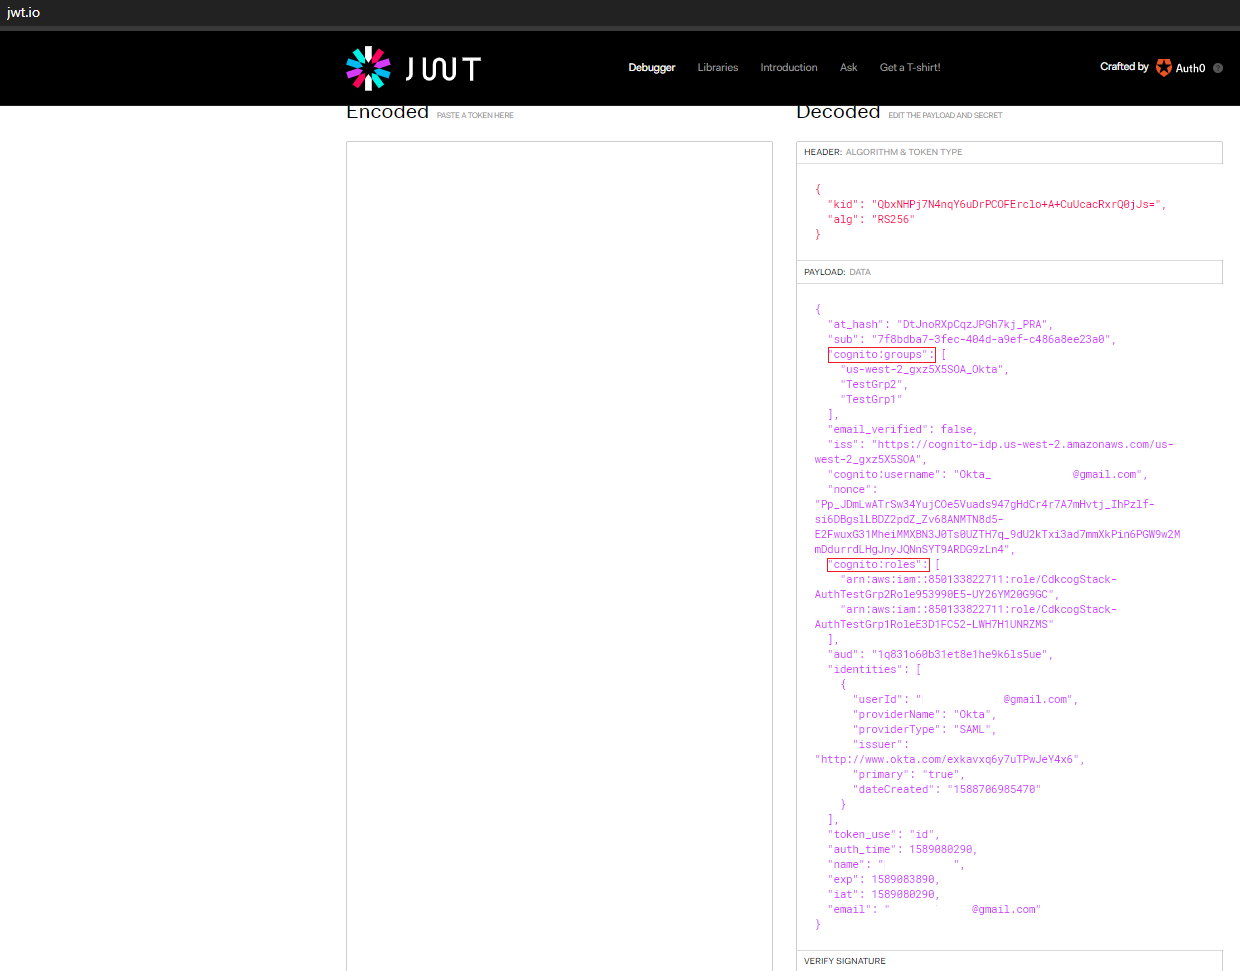 jwt.io
JWT
Debugger Libraries Introduction Ask Get a T-shirt!
Crafted by Auth0 ?
Encoded PASTE A TOKEN HERE
Decoded EDIT THE PAYLOAD AND SECRET
HEADER: ALGORITHM & TOKEN TYPE
{
"kid": "QbxNHPj7N4nqY6uDrPCOFErclo+A+CuUcacRxrQ0jJs=",
"alg": "RS256"
}
PAYLOAD: DATA
{
"at_hash": "DtJnoRXpCqzJPGh7kj_PRA",
"sub": "7f8bdba7-3fec-404d-a9ef-c486a8ee23a0",
"cognito:groups": [
"us-west-2_gxz5X5SOA_Okta",
"TestGrp2",
"TestGrp1"
],
"email_verified": false,
"iss": "https://cognito-idp.us-west-2.amazonaws.com/us-
west-2_gxz5X5SOA",
"cognito:username": "Okta_ @gmail.com",
"nonce":
"Pp_JDmLwATrSw34YujCOe5Vuads947gHdCr4r7A7mHvtj_IhPzlf-
si6DBgslLBDZ2pdZ_Zv68ANMTN8d5-
E2FwuxG31MheiMMXBN3J0Ts0UZTH7q_9dU2kTxi3ad7mmXkPin6PGW9w2M
mDdurrdLHgJnyJQNnSYT9ARDG9zLn4",
"cognito:roles": [
"arn:aws:iam::850133822711:role/CdkcogStack-
AuthTestGrp2Role953990E5-UY26YM20G9GC",
"arn:aws:iam::850133822711:role/CdkcogStack-
AuthTestGrp1RoleE3D1FC52-LWH7H1UNRZMS"
],
"aud": "1q831o60b31et8e1he9k6ls5ue",
"identities": [
{
"userId": " @gmail.com",
"providerName": "Okta",
"providerType": "SAML",
"issuer":
"http://www.okta.com/exkavxq6y7uTPwJeY4x6",
"primary": "true",
"dateCreated": "1588706985470"
}
],
"token_use": "id",
"auth_time": 1589080290,
"name": " ",
"exp": 1589083890,
"iat": 1589080290,
"email": " @gmail.com"
}
VERIFY SIGNATURE